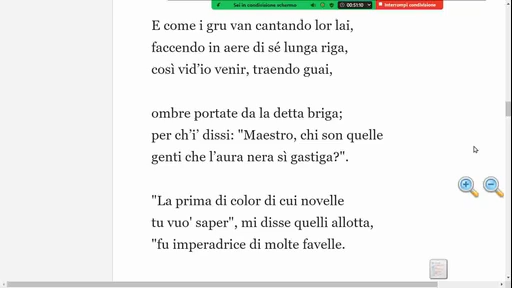 Sei in condivisione schermo
00:51:10
Interrompi condivisione
E come i gru van cantando lor lai,
faccendo in aere di sé lunga riga,
così vid’io venir, traendo guai,
ombre portate da la detta briga;
per ch’i’ dissi: "Maestro, chi son quelle
genti che l’aura nera sì gastiga?".
"La prima di color di cui novelle
tu vuo' saper", mi disse quelli allotta,
"fu imperadrice di molte favelle.